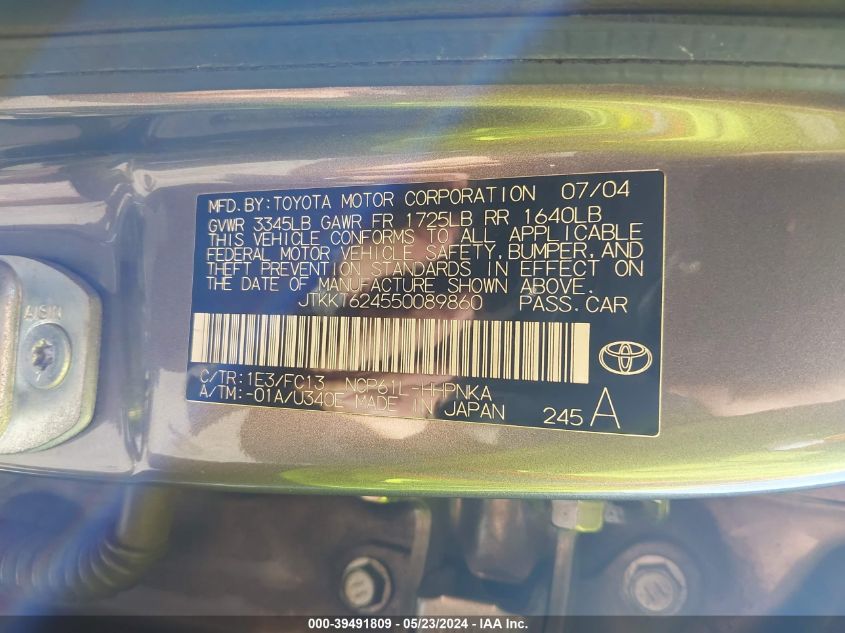 MFD. BY: TOYOTA MOTOR CORPORATION 07/04
GVWR 3345LB GAWR FR 1725LB RR 1640LB
THIS VEHICLE CONFORMS TO ALL APPLICABLE
FEDERAL MOTOR VEHICLE SAFETY, BUMPER, AND
THEFT PREVENTION STANDARDS IN EFFECT ON
THE DATE OF MANUFACTURE SHOWN ABOVE.
JTKKT624550089860 PASS. CAR
C/TR: 1E3/FC13 NCP61L-HHPNKA
A/TM: -01A/U340E MADE IN JAPAN 245 A
AISIN
000-39491809 - 05/23/2024 - IAA Inc.